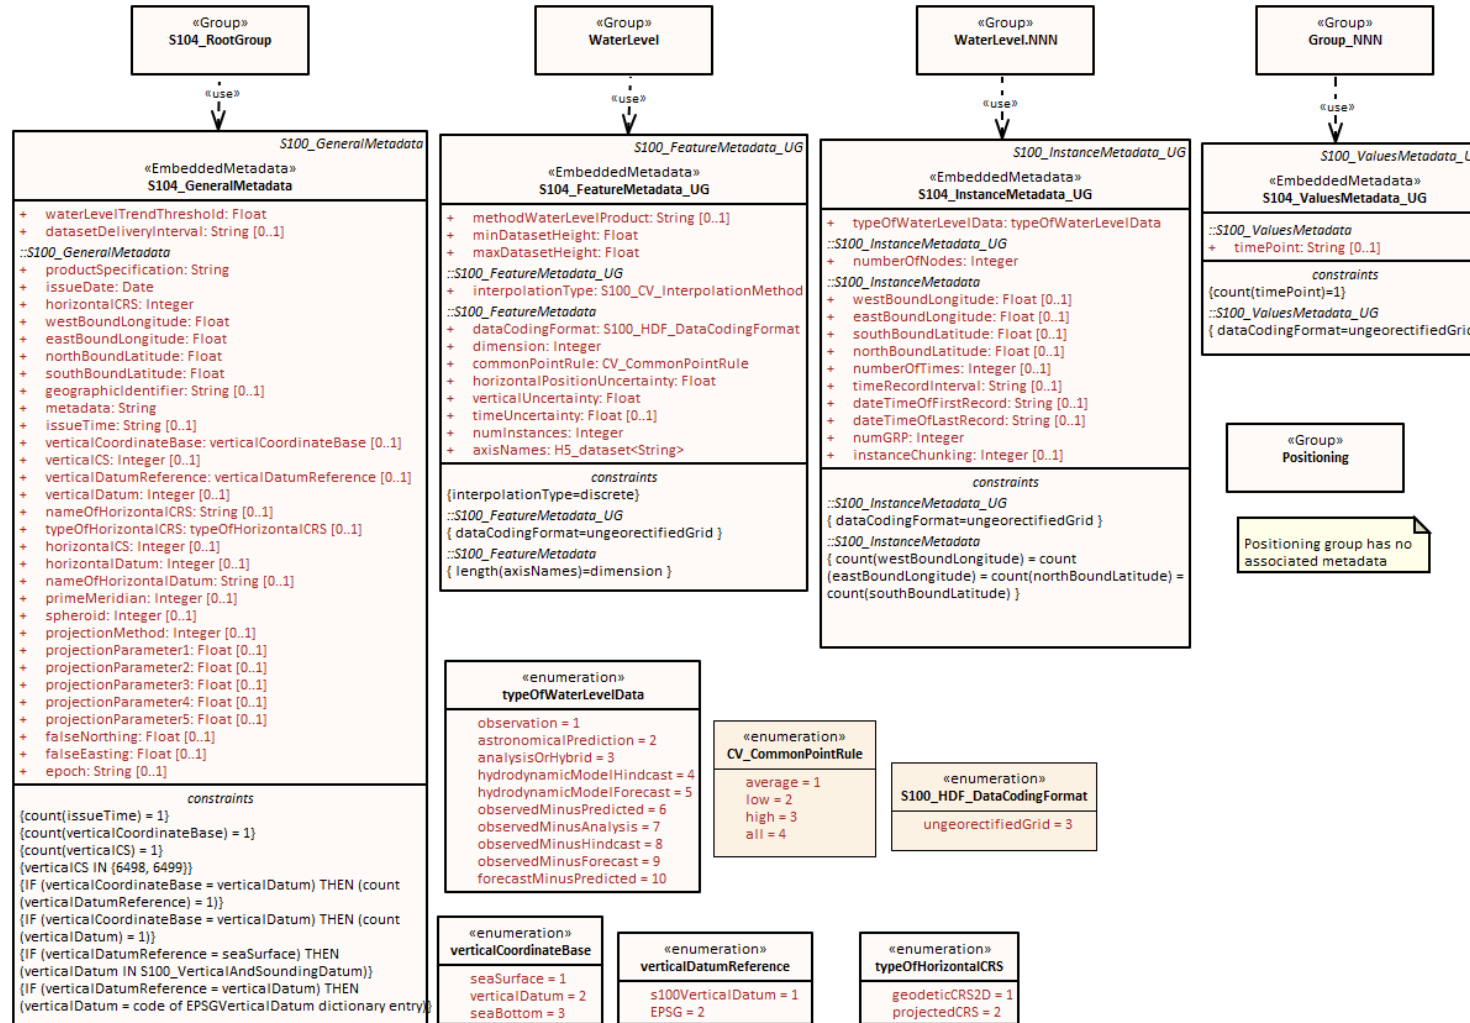 «Group»
S104_RootGroup
«use»
S100_GeneralMetadata
«EmbeddedMetadata»
S104_GeneralMetadata
+ waterLevelTrendThreshold: Float
+ datasetDeliveryInterval: String [0..1]
::S100_GeneralMetadata
+ productSpecification: String
+ issueDate: Date
+ horizontalCRS: Integer
+ westBoundLongitude: Float
+ eastBoundLongitude: Float
+ northBoundLatitude: Float
+ southBoundLatitude: Float
+ geographicIdentifier: String [0..1]
+ metadata: String
+ issueTime: String [0..1]
+ verticalCoordinateBase: verticalCoordinateBase [0..1]
+ verticalCS: Integer [0..1]
+ verticalDatumReference: verticalDatumReference [0..1]
+ verticalDatum: Integer [0..1]
+ nameOfHorizontalCRS: String [0..1]
+ typeOfHorizontalCRS: typeOfHorizontalCRS [0..1]
+ horizontalCS: Integer [0..1]
+ horizontalDatum: Integer [0..1]
+ nameOfHorizontalDatum: String [0..1]
+ primeMeridian: Integer [0..1]
+ spheroid: Integer [0..1]
+ projectionMethod: Integer [0..1]
+ projectionParameter1: Float [0..1]
+ projectionParameter2: Float [0..1]
+ projectionParameter3: Float [0..1]
+ projectionParameter4: Float [0..1]
+ projectionParameter5: Float [0..1]
+ falseNorthing: Float [0..1]
+ falseEasting: Float [0..1]
+ epoch: String [0..1]
constraints
{count(issueTime) = 1}
{count(verticalCoordinateBase) = 1}
{count(verticalCS) = 1}
{verticalCS IN {6498, 6499}}
{IF (verticalCoordinateBase = verticalDatum) THEN (count
(verticalDatumReference) = 1)}
{IF (verticalCoordinateBase = verticalDatum) THEN (count
(verticalDatum) = 1)}
{IF (verticalDatumReference = seaSurface) THEN
(verticalDatum IN S100_VerticalAndSoundingDatum)}
{IF (verticalDatumReference = verticalDatum) THEN
(verticalDatum = code of EPSGVerticalDatum dictionary entry)}
«Group»
WaterLevel
«use»
S100_FeatureMetadata_UG
«EmbeddedMetadata»
S104_FeatureMetadata_UG
+ methodWaterLevelProduct: String [0..1]
+ minDatasetHeight: Float
+ maxDatasetHeight: Float
::S100_FeatureMetadata_UG
+ interpolationType: S100_CV_InterpolationMethod
::S100_FeatureMetadata
+ dataCodingFormat: S100_HDF_DataCodingFormat
+ dimension: Integer
+ commonPointRule: CV_CommonPointRule
+ horizontalPositionUncertainty: Float
+ verticalUncertainty: Float
+ timeUncertainty: Float [0..1]
+ numInstances: Integer
+ axisNames: H5_dataset<String>
constraints
{interpolationType=discrete}
::S100_FeatureMetadata_UG
{ dataCodingFormat=ungeorectifiedGrid }
::S100_FeatureMetadata
{ length(axisNames)=dimension }
«Group»
WaterLevel.NNN
«use»
S100_InstanceMetadata_UG
«EmbeddedMetadata»
S104_InstanceMetadata_UG
+ typeOfWaterLevelData: typeOfWaterLevelData
::S100_InstanceMetadata_UG
+ numberOfNodes: Integer
::S100_InstanceMetadata
+ westBoundLongitude: Float [0..1]
+ eastBoundLongitude: Float [0..1]
+ southBoundLatitude: Float [0..1]
+ northBoundLatitude: Float [0..1]
+ numberOfTimes: Integer [0..1]
+ timeRecordInterval: String [0..1]
+ dateTimeOfFirstRecord: String [0..1]
+ dateTimeOfLastRecord: String [0..1]
+ numGRP: Integer
+ instanceChunking: Integer [0..1]
constraints
::S100_InstanceMetadata_UG
{ dataCodingFormat=ungeorectifiedGrid }
::S100_InstanceMetadata
{ count(westBoundLongitude) = count
(eastBoundLongitude) = count(northBoundLatitude) =
count(southBoundLatitude) }
«Group»
Group_NNN
«use»
S100_ValuesMetadata_U
«EmbeddedMetadata»
S104_ValuesMetadata_UG
::S100_ValuesMetadata
+ timePoint: String [0..1]
constraints
{count(timePoint)=1}
::S100_ValuesMetadata_UG
{ dataCodingFormat=ungeorectifiedGrid
«Group»
Positioning
Positioning group has no
associated metadata
«enumeration»
typeOfWaterLevelData
observation = 1
astronomicalPrediction = 2
analysisOrHybrid = 3
hydrodynamicModelHindcast = 4
hydrodynamicModelForecast = 5
observedMinusPredicted = 6
observedMinusAnalysis = 7
observedMinusHindcast = 8
observedMinusForecast = 9
forecastMinusPredicted = 10
«enumeration»
CV_CommonPointRule
average = 1
low = 2
high = 3
all = 4
«enumeration»
S100_HDF_DataCodingFormat
ungeorectifiedGrid = 3
«enumeration»
verticalCoordinateBase
seaSurface = 1
verticalDatum = 2
seaBottom = 3
«enumeration»
verticalDatumReference
s100VerticalDatum = 1
EPSG = 2
«enumeration»
typeOfHorizontalCRS
geodeticCRS2D = 1
projectedCRS = 2